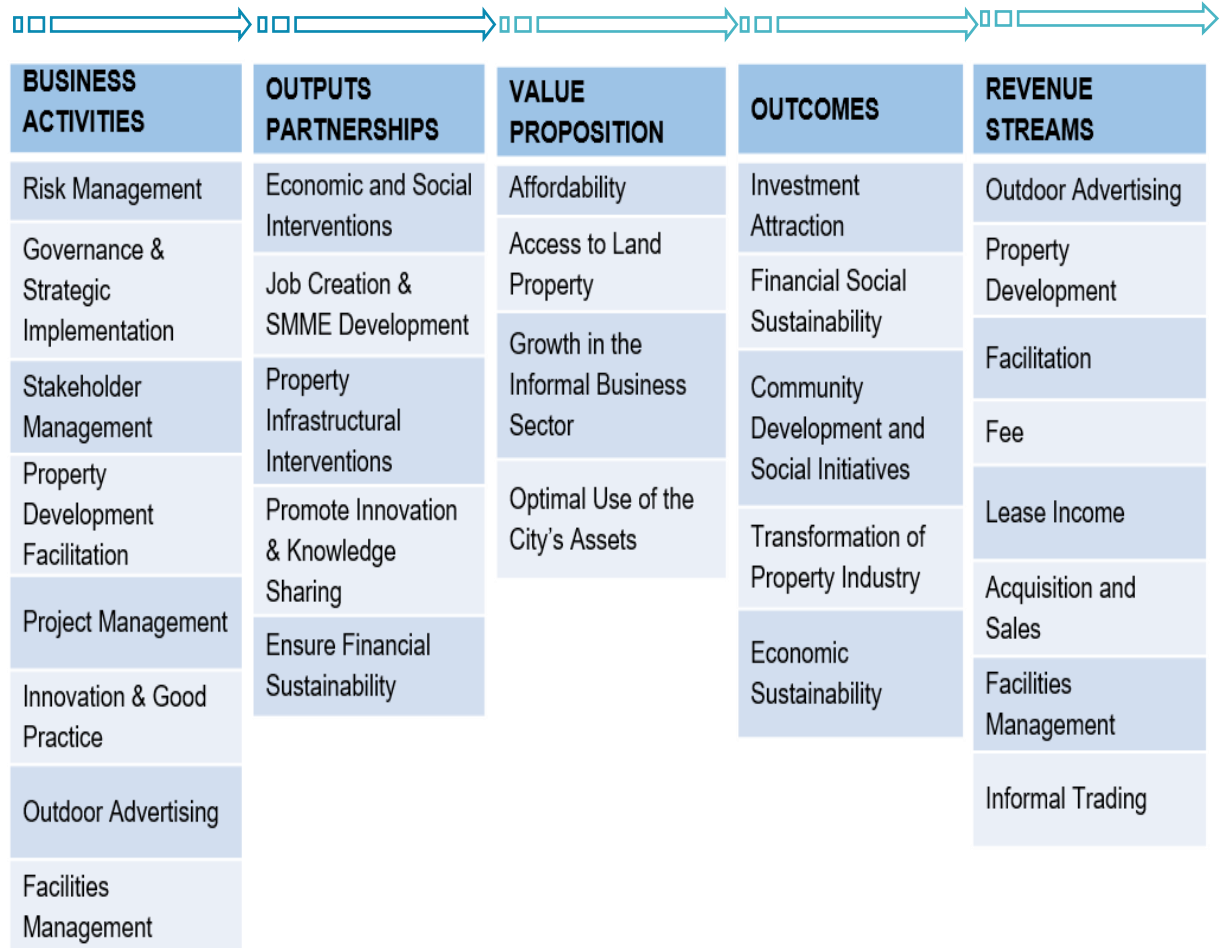 BUSINESS
ACTIVITIES
Risk Management
Governance &
Strategic
Implementation
Stakeholder
Management
Property
Development
Facilitation
Project Management
Innovation & Good
Practice
Outdoor Advertising
Facilities
Management
OUTPUTS
PARTNERSHIPS
Economic and Social
Interventions
Job Creation &
SMME Development
Property
Infrastructural
Interventions
Promote Innovation
& Knowledge
Sharing
Ensure Financial
Sustainability
VALUE
PROPOSITION
Affordability
Access to Land
Property
Growth in the
Informal Business
Sector
Optimal Use of the
City's Assets
OUTCOMES
Investment
Attraction
Financial Social
Sustainability
Community
Development and
Social Initiatives
Transformation of
Property Industry
Economic
Sustainability
REVENUE
STREAMS
Outdoor Advertising
Property
Development
Facilitation
Fee
Lease Income
Acquisition and
Sales
Facilities
Management
Informal Trading